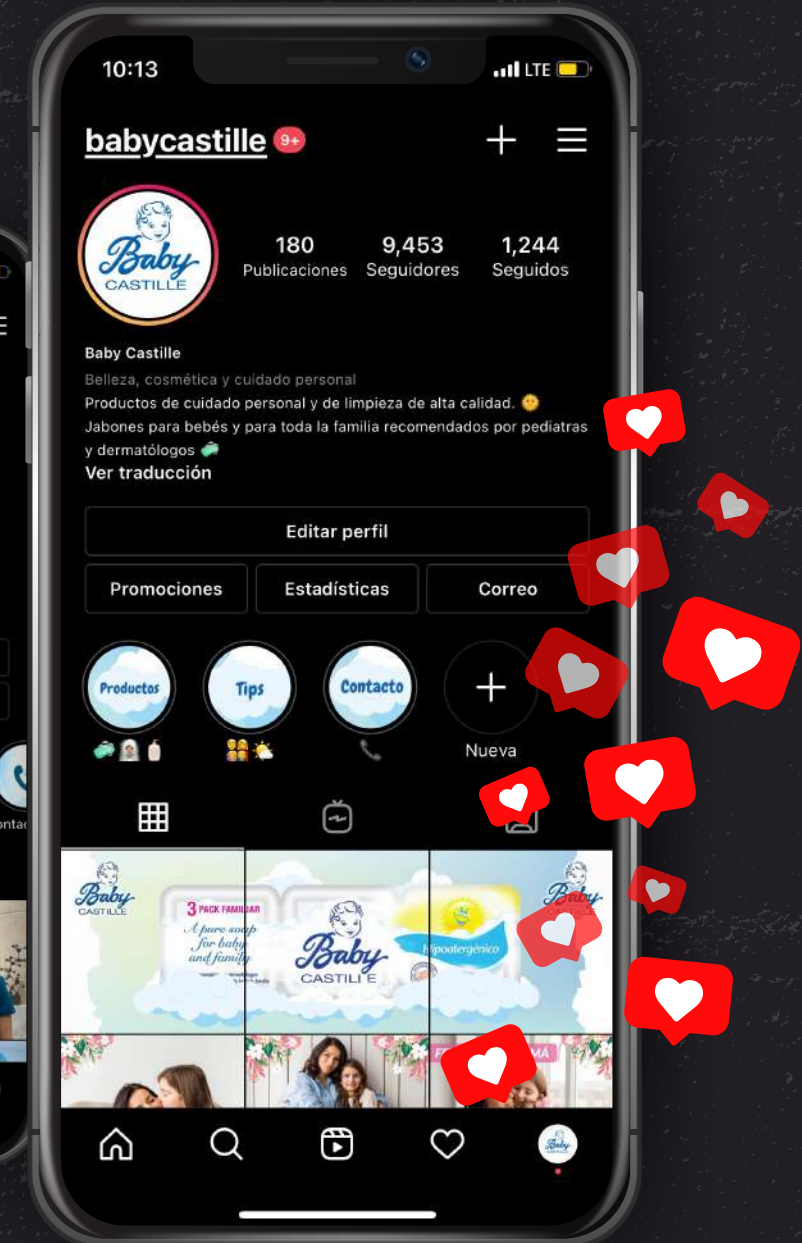 10:13
LTE
babycastille 9+
Baby
CASTILLE
180
Publicaciones
9,453
Seguidores
1,244
Seguidos
Baby Castille
Belleza, cosmética y cuidado personal
Productos de cuidado personal y de limpieza de alta calidad.
Jabones para bebés y para toda la familia recomendados por pediatras
y dermatólogos
Ver traducción
Editar perfil
Promociones
Estadísticas
Correo
Productos
Tips
Contacto
Nueva
Baby
CASTILLE
3 PACK FAMILIAR
A pure soap
for baby
and family
Baby
CASTILLE
Hipoalergénico
Baby
CASTILLE
MÁ
Baby